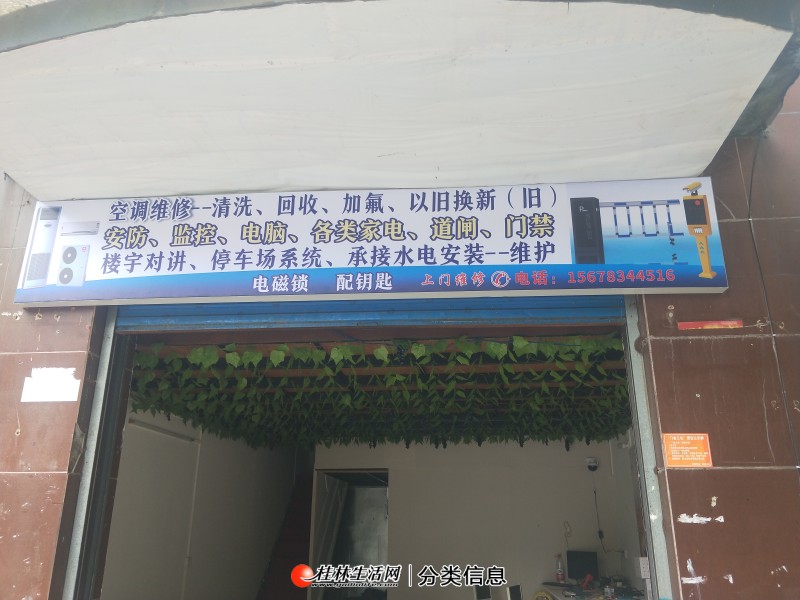 空调维修--清洗、回收、加氟、以旧换新（旧）
安防、监控、电脑、各类家电、道闸、门禁
楼宇对讲、停车场系统、承接水电安装--维护
电磁锁 配钥匙 上门维修 电话：15678344516
桂林生活网 分类信息